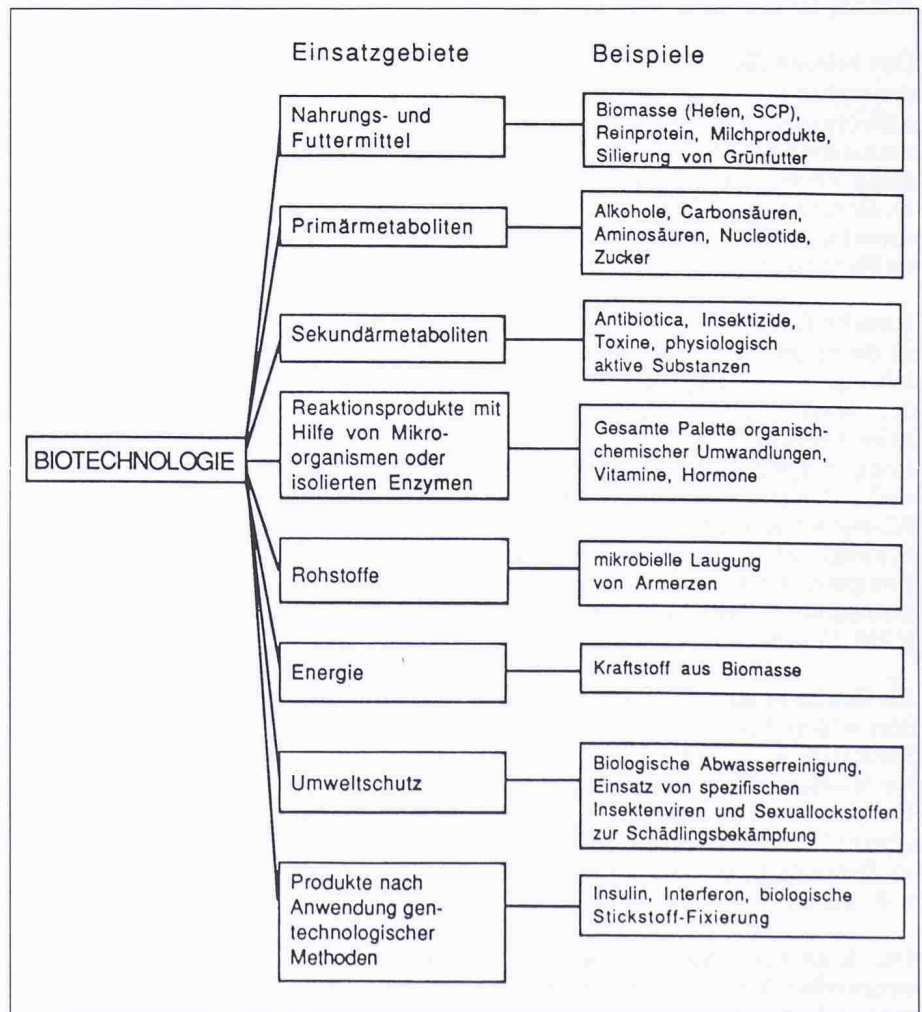 Einsatzgebiete
Beispiele
Nahrungs- und
Futtermittel
Biomasse (Hefen, SCP),
Reinprotein, Milchprodukte,
Silierung von Grünfutter
Primärmetaboliten
Alkohole, Carbonsäuren,
Aminosäuren, Nucleotide,
Zucker
Sekundärmetaboliten
Antibiotica, Insektizide,
Toxine, physiologisch
aktive Substanzen
BIOTECHNOLOGIE
Reaktionsprodukte mit
Hilfe von Mikro-
organismen oder
isolierten Enzymen
Gesamte Palette organisch-
chemischer Umwandlungen,
Vitamine, Hormone
Rohstoffe
mikrobielle Laugung
von Armerzen
Energie
Kraftstoff aus Biomasse
Umweltschutz
Biologische Abwasserreinigung,
Einsatz von spezifischen
Insektenviren und Sexuallockstoffen
zur Schädlingsbekämpfung
Produkte nach
Anwendung gen-
technologischer
Methoden
Insulin, Interferon, biologische
Stickstoff-Fixierung